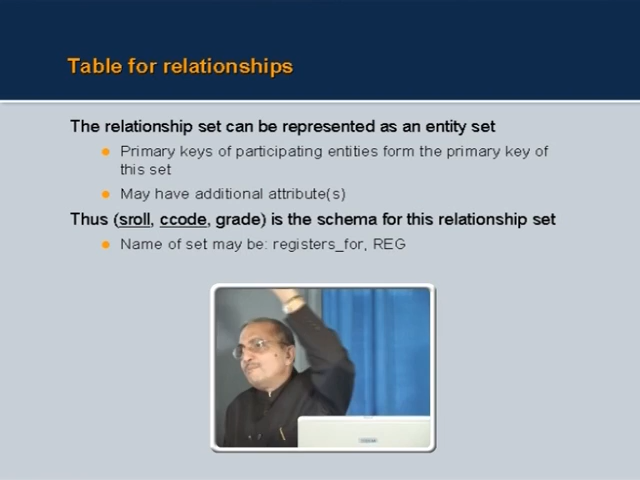 Table for relationships
The relationship set can be represented as an entity set
Primary keys of participating entities form the primary key of
this set
May have additional attribute(s)
Thus (sroll, ccode, grade) is the schema for this relationship set
Name of set may be: registers_for, REG